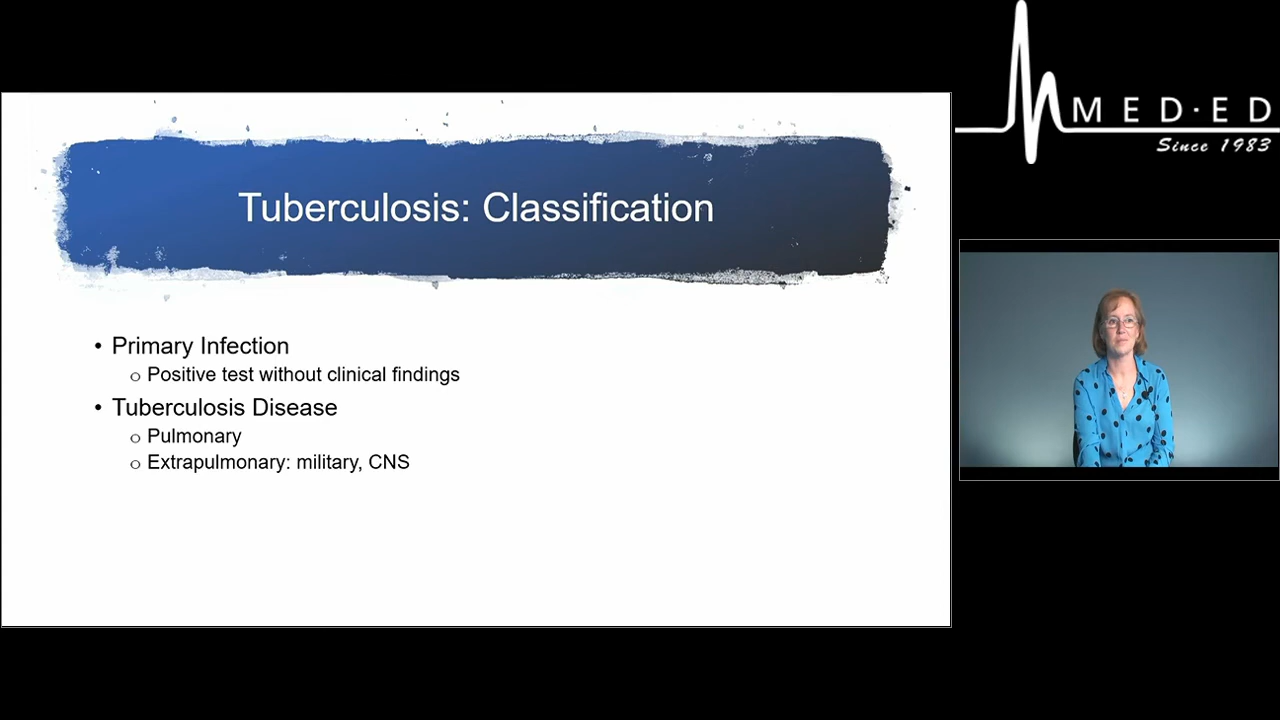 Tuberculosis: Classification
• Primary Infection
o Positive test without clinical findings
• Tuberculosis Disease
o Pulmonary
o Extrapulmonary: military, CNS
MED·ED
Since 1983